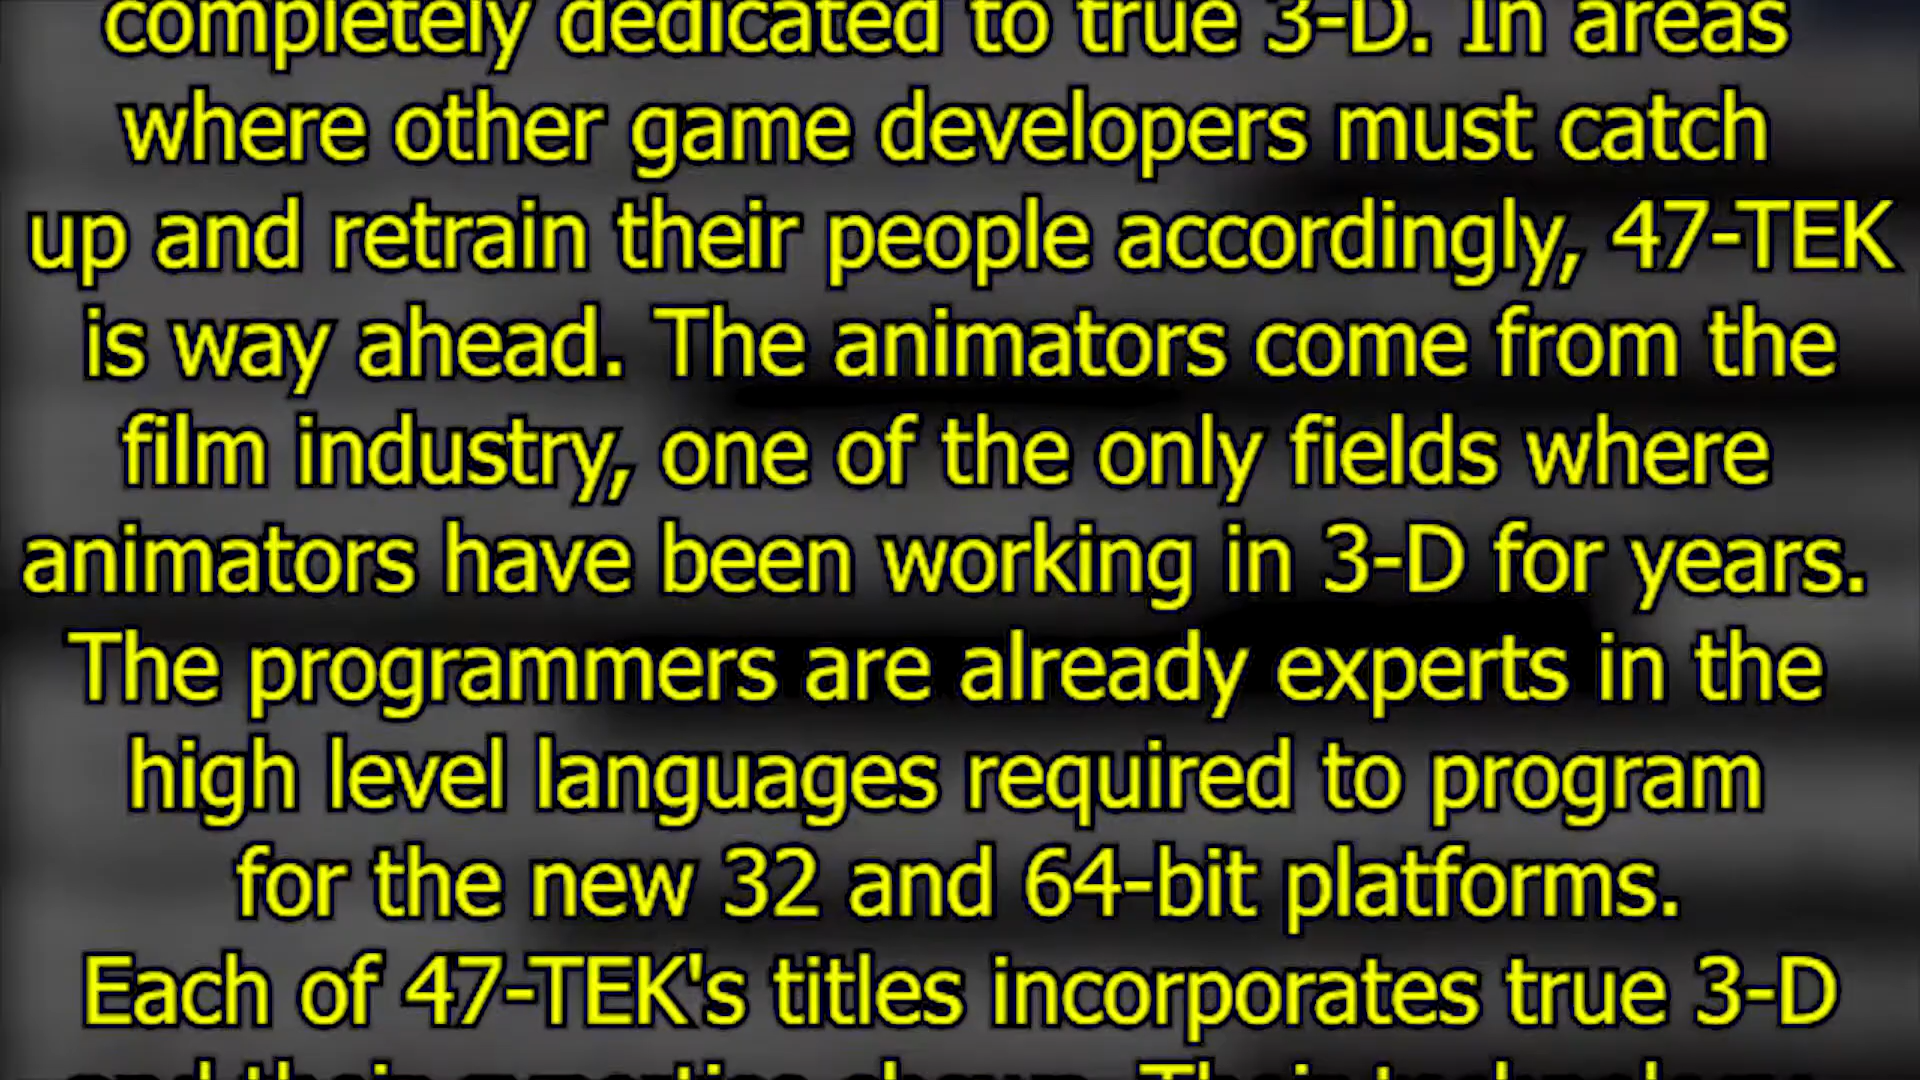 completely dedicated to true 3-D. In areas
where other game developers must catch
up and retrain their people accordingly, 47-TEK
is way ahead. The animators come from the
film industry, one of the only fields where
animators have been working in 3-D for years.
The programmers are already experts in the
high level languages required to program
for the new 32 and 64-bit platforms.
Each of 47-TEK's titles incorporates true 3-D
and their